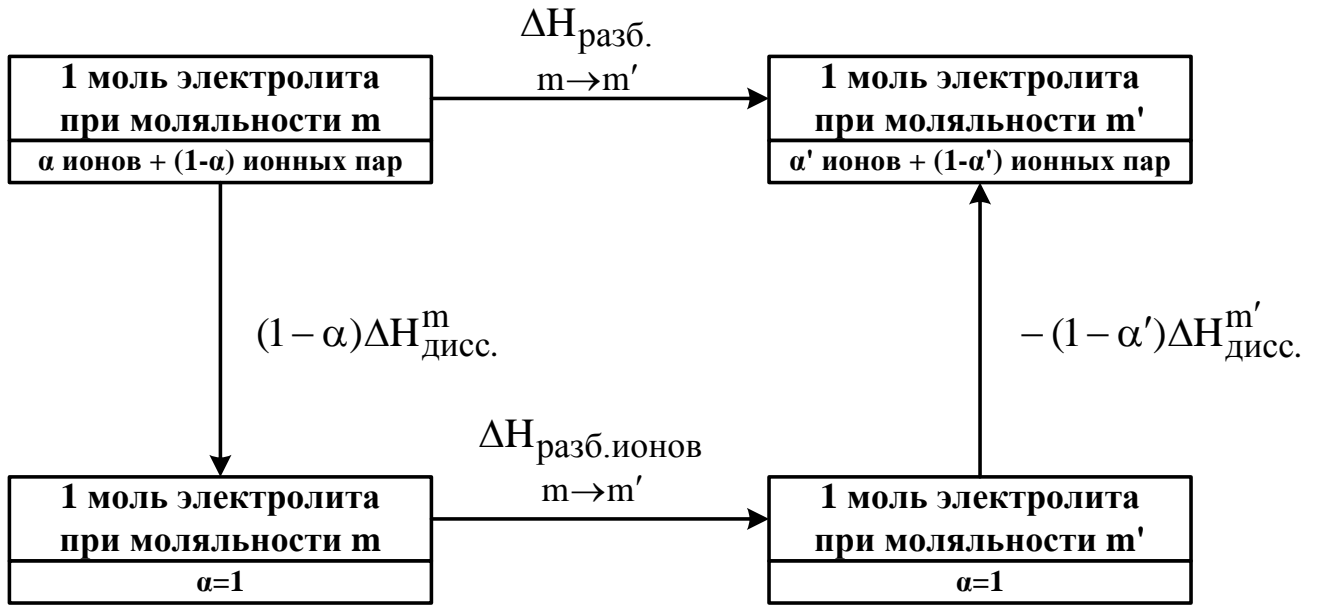 ΔH разб.
m→m′
1 моль электролита
при моляльности m
α ионов + (1-α) ионных пар
1 моль электролита
при моляльности m'
α' ионов + (1-α') ионных пар
(1 – α)ΔH^m_дисс.
– (1 – α′)ΔH^m′_дисс.
ΔH разб.ионов
m→m′
1 моль электролита
при моляльности m
α=1
1 моль электролита
при моляльности m'
α=1